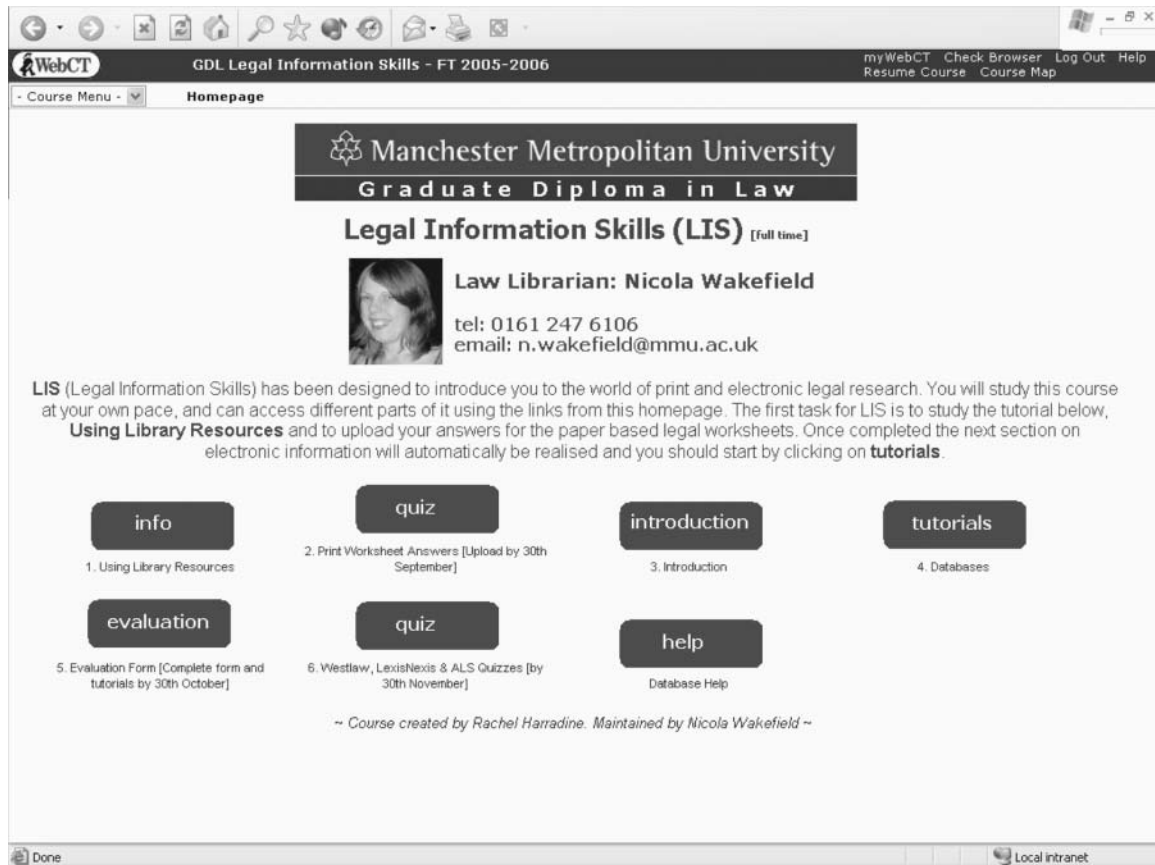 WebCT
GDL Legal Information Skills - FT 2005-2006
myWebCT Check Browser Log Out Help
Resume Course Course Map
- Course Menu -
Homepage
Manchester Metropolitan University
Graduate Diploma in Law
Legal Information Skills (LIS) [full time]
Law Librarian: Nicola Wakefield
tel: 0161 247 6106
email: n.wakefield@mmu.ac.uk
LIS (Legal Information Skills) has been designed to introduce you to the world of print and electronic legal research. You will study this course
at your own pace, and can access different parts of it using the links from this homepage. The first task for LIS is to study the tutorial below,
Using Library Resources and to upload your answers for the paper based legal worksheets. Once completed the next section on
electronic information will automatically be realised and you should start by clicking on tutorials.
info
1. Using Library Resources
quiz
2. Print Worksheet Answers [Upload by 30th
September]
introduction
3. Introduction
tutorials
4. Databases
evaluation
5. Evaluation Form [Complete form and
tutorials by 30th October]
quiz
6. Westlaw, LexisNexis & ALS Quizzes [by
30th November]
help
Database Help
~ Course created by Rachel Harradine. Maintained by Nicola Wakefield ~
Done
Local intranet